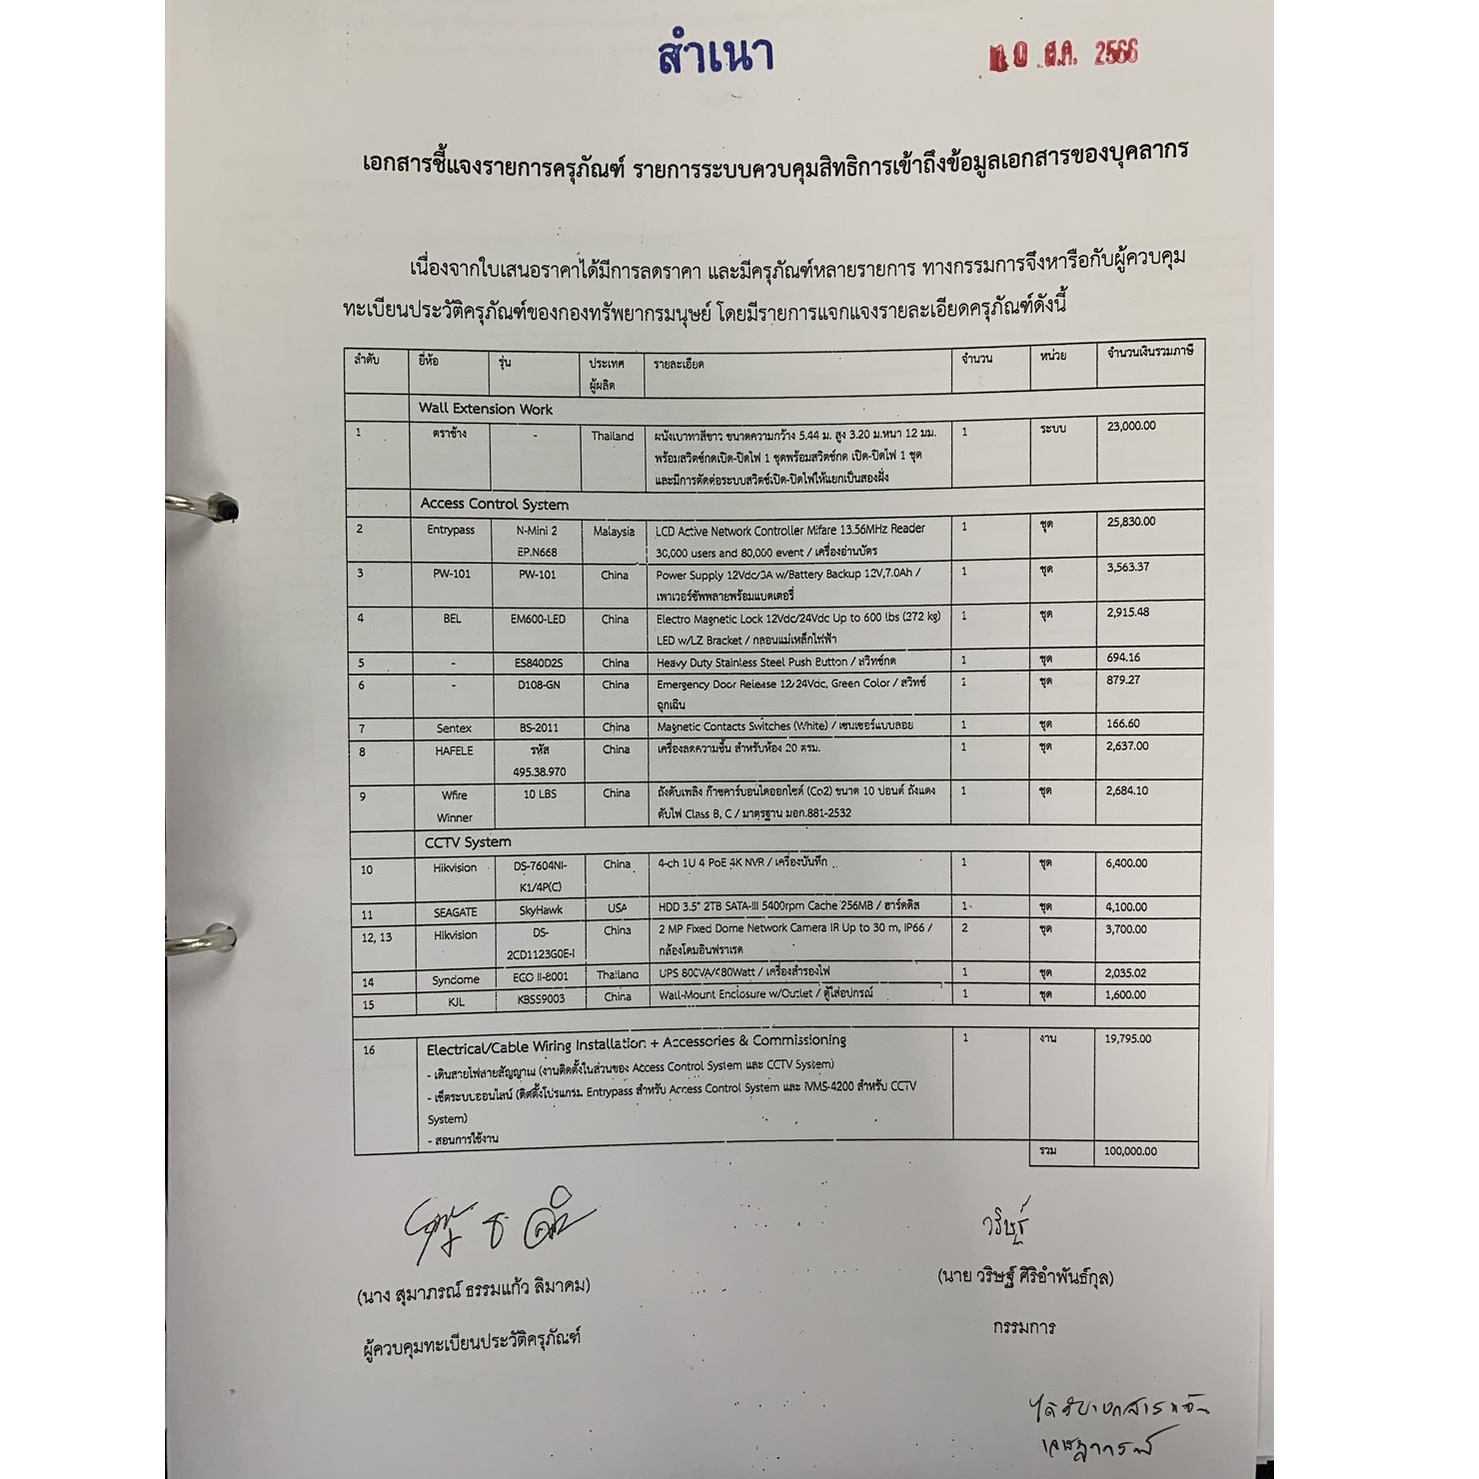 สำเนา
ส.ค. 2566
เอกสารชี้แจงรายการครุภัณฑ์ รายการระบบควบคุมสิทธิการเข้าถึงข้อมูลเอกสารของบุคลากร
เนื่องจากใบเสนอราคาได้มีการลดราคา และมีครุภัณฑ์หลายรายการ ทางกรรมการจึงหารือกับผู้ควบคุม
ทะเบียนประวัติครุภัณฑ์ของกองทรัพยากรมนุษย์ โดยมีรายการแจกแจงรายละเอียดครุภัณฑ์ดังนี้
ลำดับ ยี่ห้อ รุ่น ประเทศ รายละเอียด จำนวน หน่วย จำนวนเงินรวมภาษี
ผู้ผลิต
Wall Extension Work
1 ตราช้าง - Thailand ผนังเบาทาสีขาว ขนาดความกว้าง 5.44 ม. สูง 3.20 ม.หนา 12 มม. 1 ระบบ 23,000.00
พร้อมสวิตช์กดเปิด-ปิดไฟ 1 ชุดพร้อมสวิตช์กด เปิด-ปิดไฟ 1 ชุด
และมีการตัดต่อระบบสวิตช์เปิด-ปิดไฟให้แยกเป็นสองฝั่ง
Access Control System
2 Entrypass N-Mini 2 Malaysia LCD Active Network Controller Mifare 13.56MHz Reader 1 ชุด 25,830.00
EP.N668 30,000 users and 80,000 event / เครื่องอ่านบัตร
3 PW-101 PW-101 China Power Supply 12Vdc/3A w/Battery Backup 12V,7.0Ah / 1 ชุด 3,563.37
เพาเวอร์ซัพพลายพร้อมแบตเตอรี่
4 BEL EM600-LED China Electro Magnetic Lock 12Vdc/24Vdc Up to 600 lbs (272 kg) 1 ชุด 2,915.48
LED w/LZ Bracket / กลอนแม่เหล็กไฟฟ้า
5 - ES840D2S China Heavy Duty Stainless Steel Push Button / สวิทช์กด 1 ชุด 694.16
6 - D108-GN China Emergency Door Release 12/24Vdc, Green Color / สวิทช์ 1 ชุด 879.27
ฉุกเฉิน
7 Sentex BS-2011 China Magnetic Contacts Switches (White) / เซนเซอร์แบบลอย 1 ชุด 166.60
8 HAFELE รหัส China เครื่องลดความชื้น สำหรับห้อง 20 ตรม. 1 ชุด 2,637.00
495.38.970
9 Wfire 10 LBS China ถังดับเพลิง ก๊าซคาร์บอนไดออกไซด์ (Co2) ขนาด 10 ปอนด์ ถังแดง 1 ชุด 2,684.10
Winner ดับไฟ Class B, C / มาตรฐาน มอก.881-2532
CCTV System
10 Hikvision DS-7604NI- China 4-ch 1U 4 PoE 4K NVR / เครื่องบันทึก 1 ชุด 6,400.00
K1/4P(C)
11 SEAGATE SkyHawk USA HDD 3.5" 2TB SATA-III 5400rpm Cache 256MB / ฮาร์ดดิส 1 ชุด 4,100.00
12, 13 Hikvision DS- China 2 MP Fixed Dome Network Camera IR Up to 30 m, IP66 / 2 ชุด 3,700.00
2CD1123G0E-I กล้องโดมอินฟราเรด
14 Syndome ECO II-8001 Thailand UPS 800VA/480Watt / เครื่องสำรองไฟ 1 ชุด 2,035.02
15 KJL KBSS9003 China Wall-Mount Enclosure w/Outlet / ตู้ใส่อปกรณ์ 1 ชุด 1,600.00
16 Electrical/Cable Wiring Installation + Accessories & Commissioning 1 งาน 19,795.00
- เดินสายไฟสายสัญญาณ (งานติดตั้งในส่วนของ Access Control System และ CCTV System)
- เซ็ตระบบออนไลน์ (ติดตั้งโปรแกรม Entrypass สำหรับ Access Control System และ iVMS-4200 สำหรับ CCTV
System)
- สอนการใช้งาน
รวม 100,000.00
วริษฐ์
(นาง สุมาภรณ์ ธรรมแก้ว ลิมาคม) (นาย วริษฐ์ ศิริอำพันธ์กุล)
ผู้ควบคุมทะเบียนประวัติครุภัณฑ์ กรรมการ
ได้รับเอกสารแล้ว